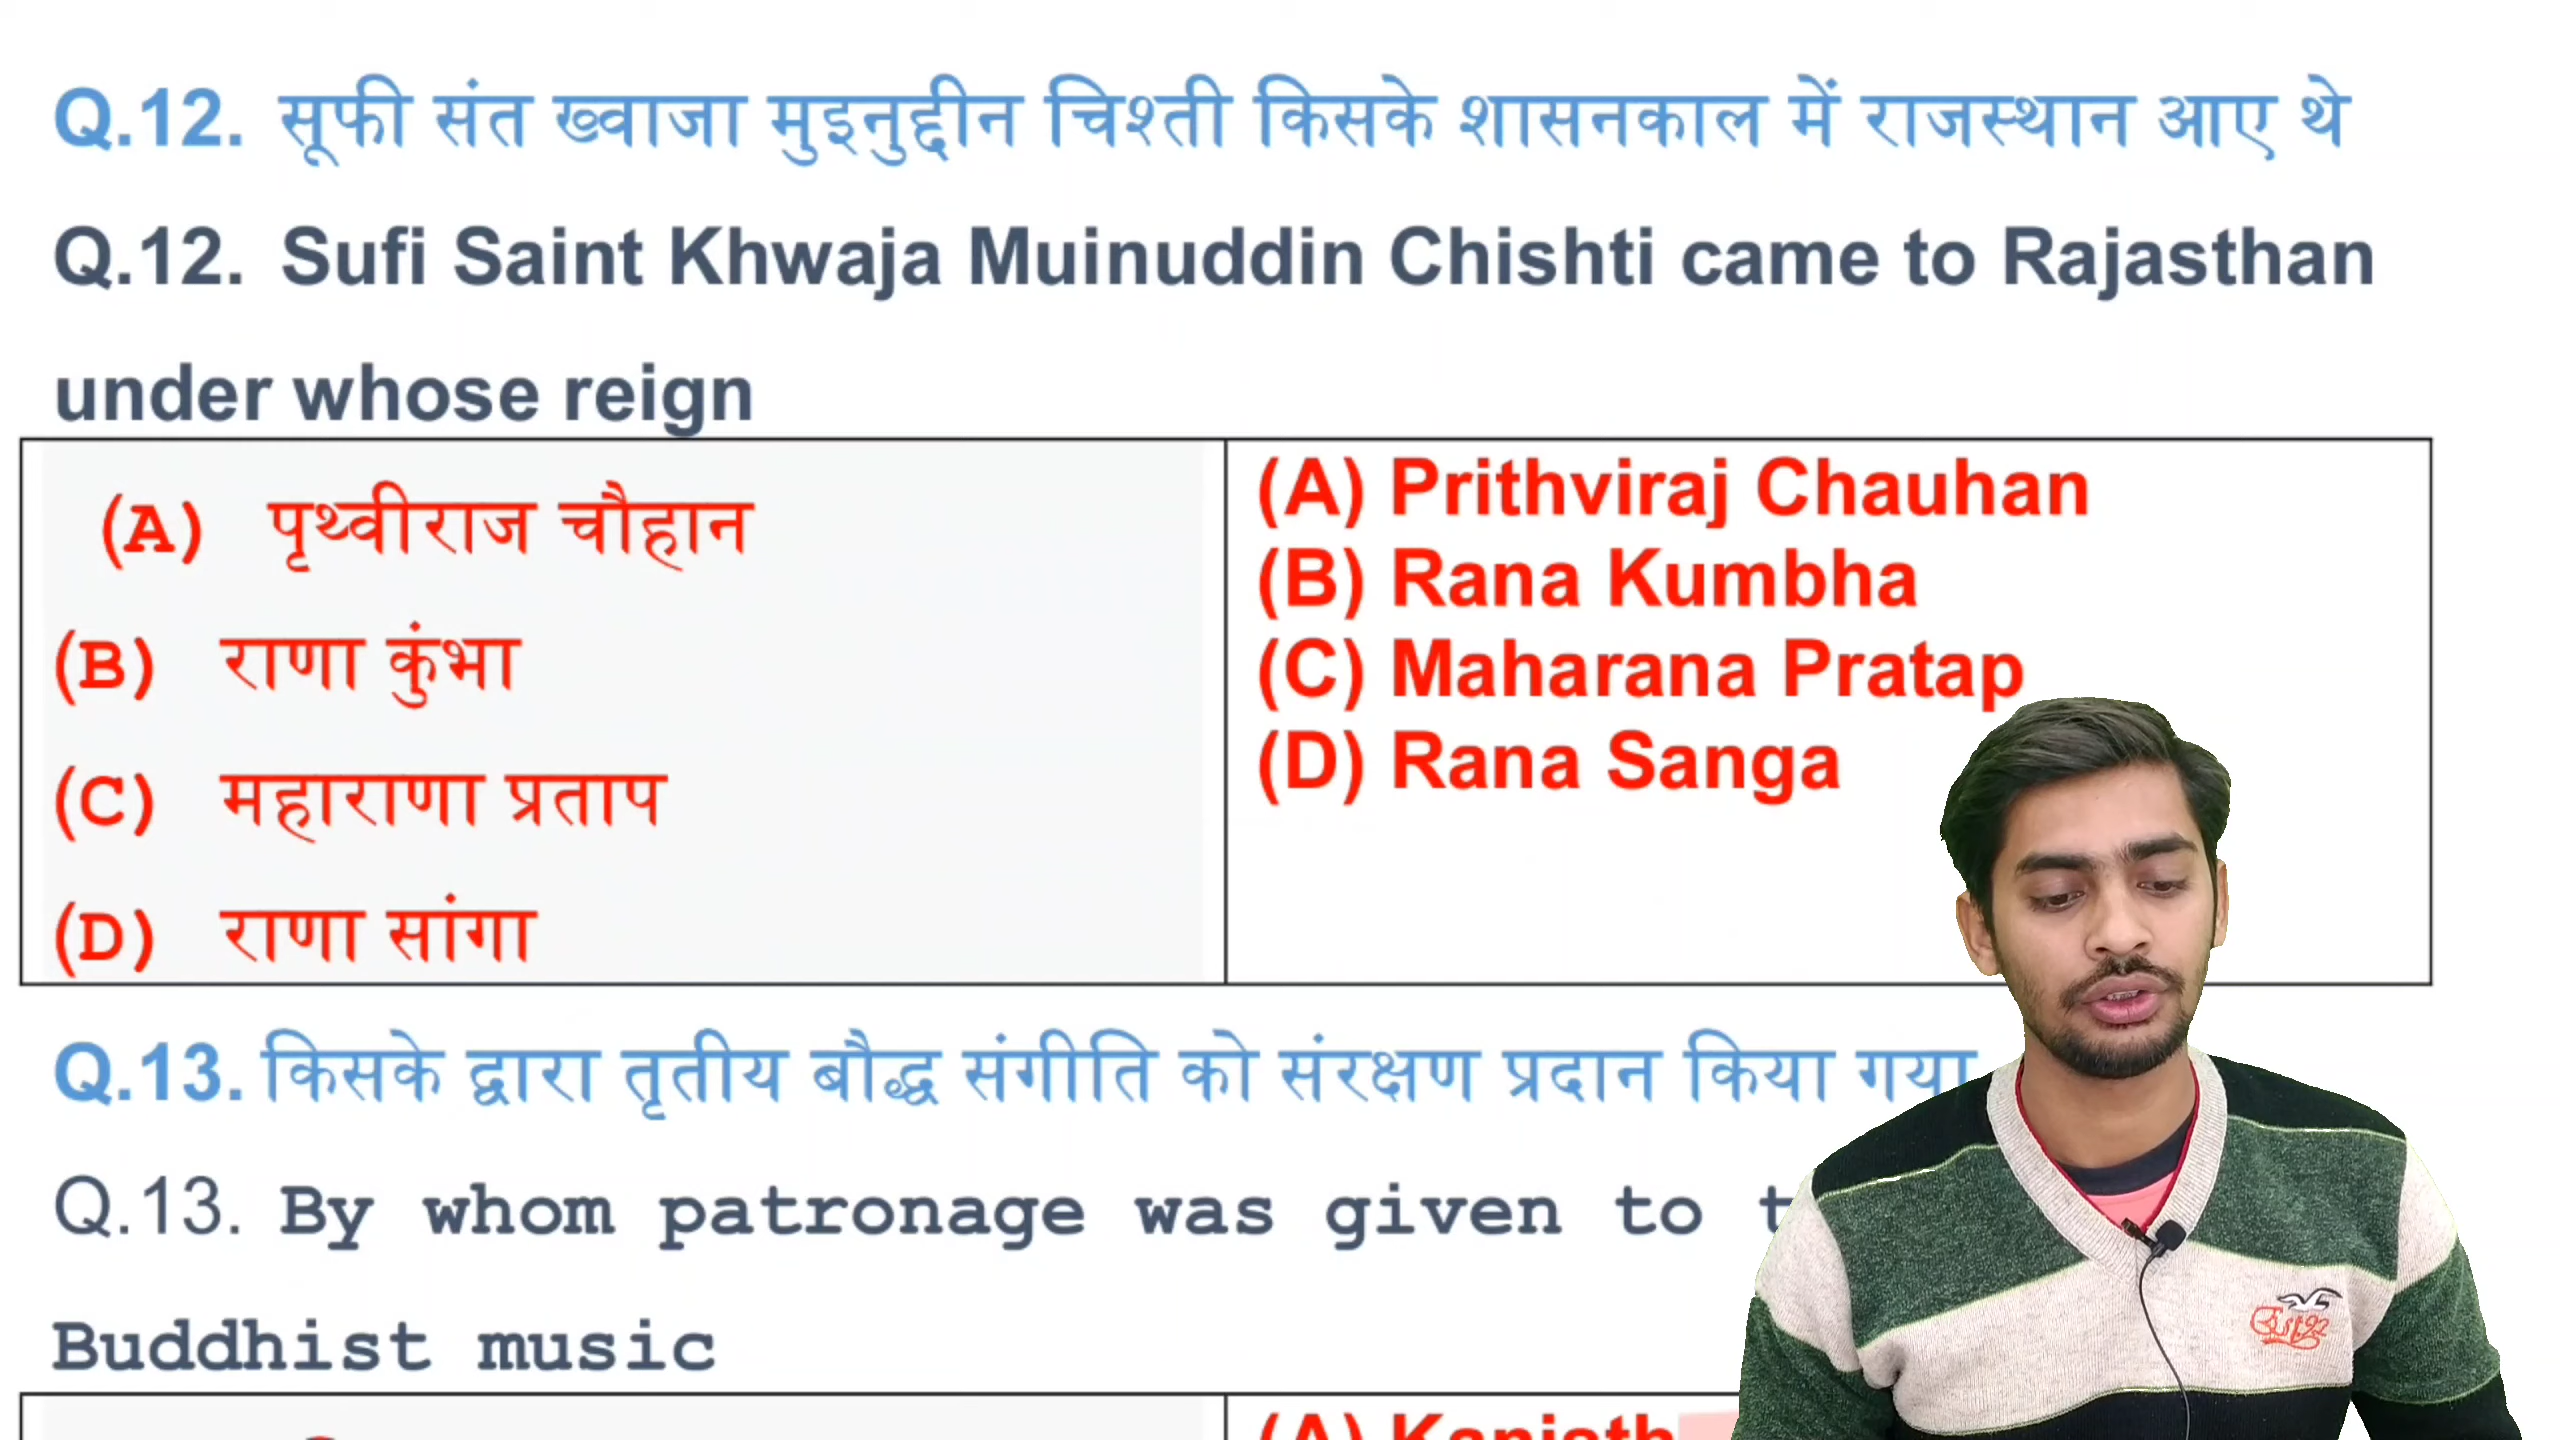 Q.12. सूफी संत ख्वाजा मुइनुद्दीन चिश्ती किसके शासनकाल में राजस्थान आए थे
Q.12. Sufi Saint Khwaja Muinuddin Chishti came to Rajasthan
under whose reign
(A) पृथ्वीराज चौहान
(B) राणा कुंभा
(C) महाराणा प्रताप
(D) राणा सांगा
(A) Prithviraj Chauhan
(B) Rana Kumbha
(C) Maharana Pratap
(D) Rana Sanga
Q.13. किसके द्वारा तृतीय बौद्ध संगीति को संरक्षण प्रदान किया गया
Q.13. By whom patronage was given to
Buddhist music
(A)